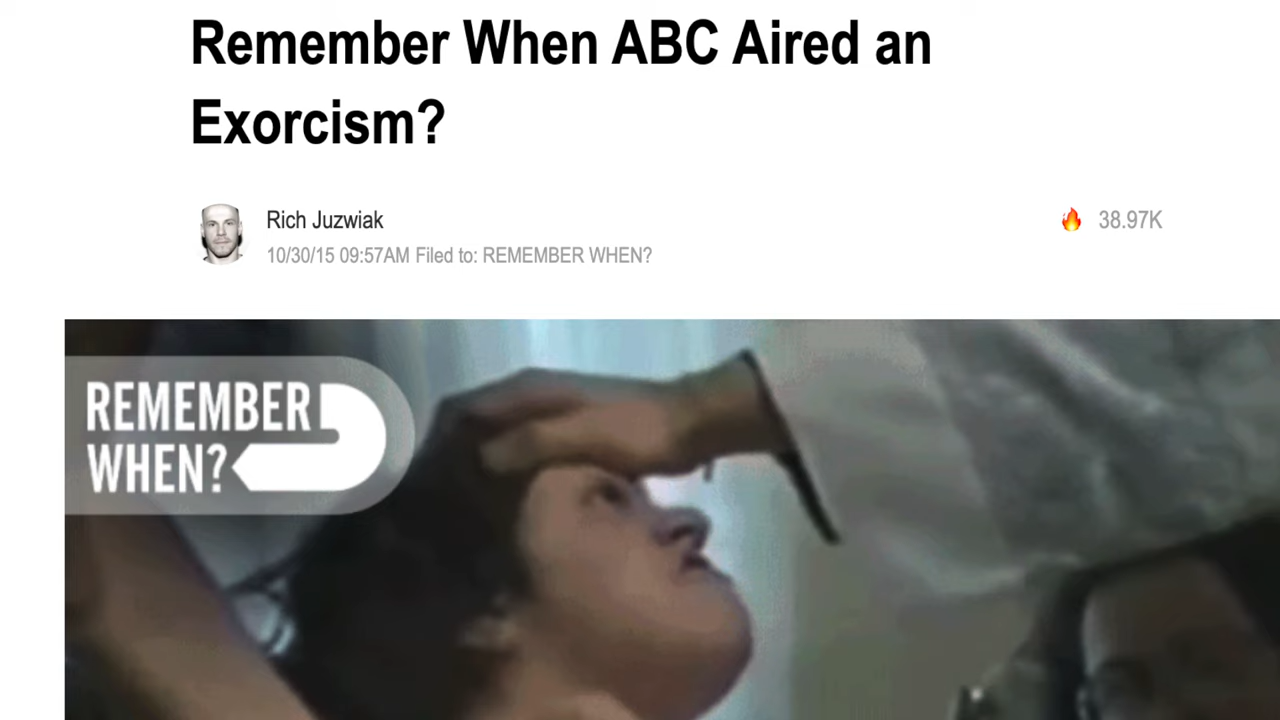 Remember When ABC Aired an
Exorcism?
Rich Juzwiak
🔥 38.97K
10/30/15 09:57AM Filed to: REMEMBER WHEN?
REMEMBER
WHEN?